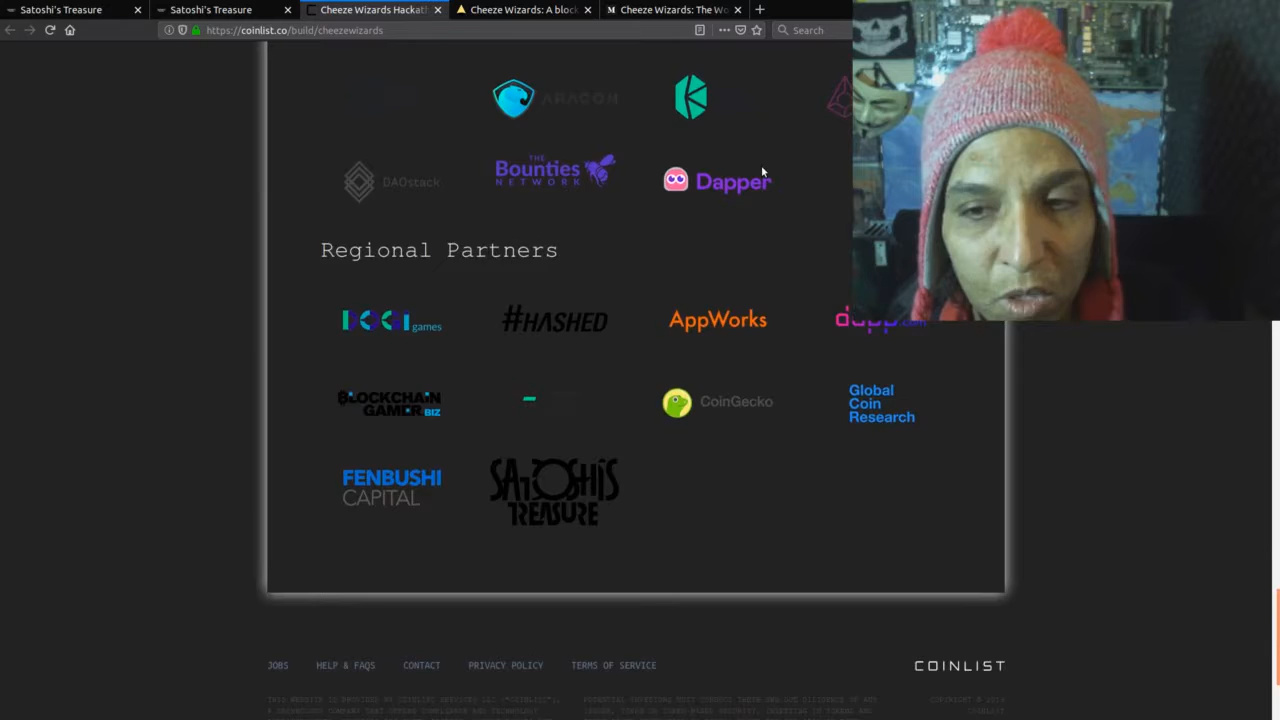 Satoshi's Treasure
Satoshi's Treasure
Cheeze Wizards Hackath
Cheeze Wizards: A block
Cheeze Wizards: The Wo
https://coinlist.co/build/cheezewizards
Search
ARAGON
DAOstack
THE
Bounties
NETWORK
Dapper
Regional Partners
games
#HASHED
AppWorks
BLOCKCHAIN
GAMER.BIZ
CoinGecko
Global
Coin
Research
FENBUSHI
CAPITAL
SATOSHIS
TREASURE
JOBS
HELP & FAQS
CONTACT
PRIVACY POLICY
TERMS OF SERVICE
COINLIST